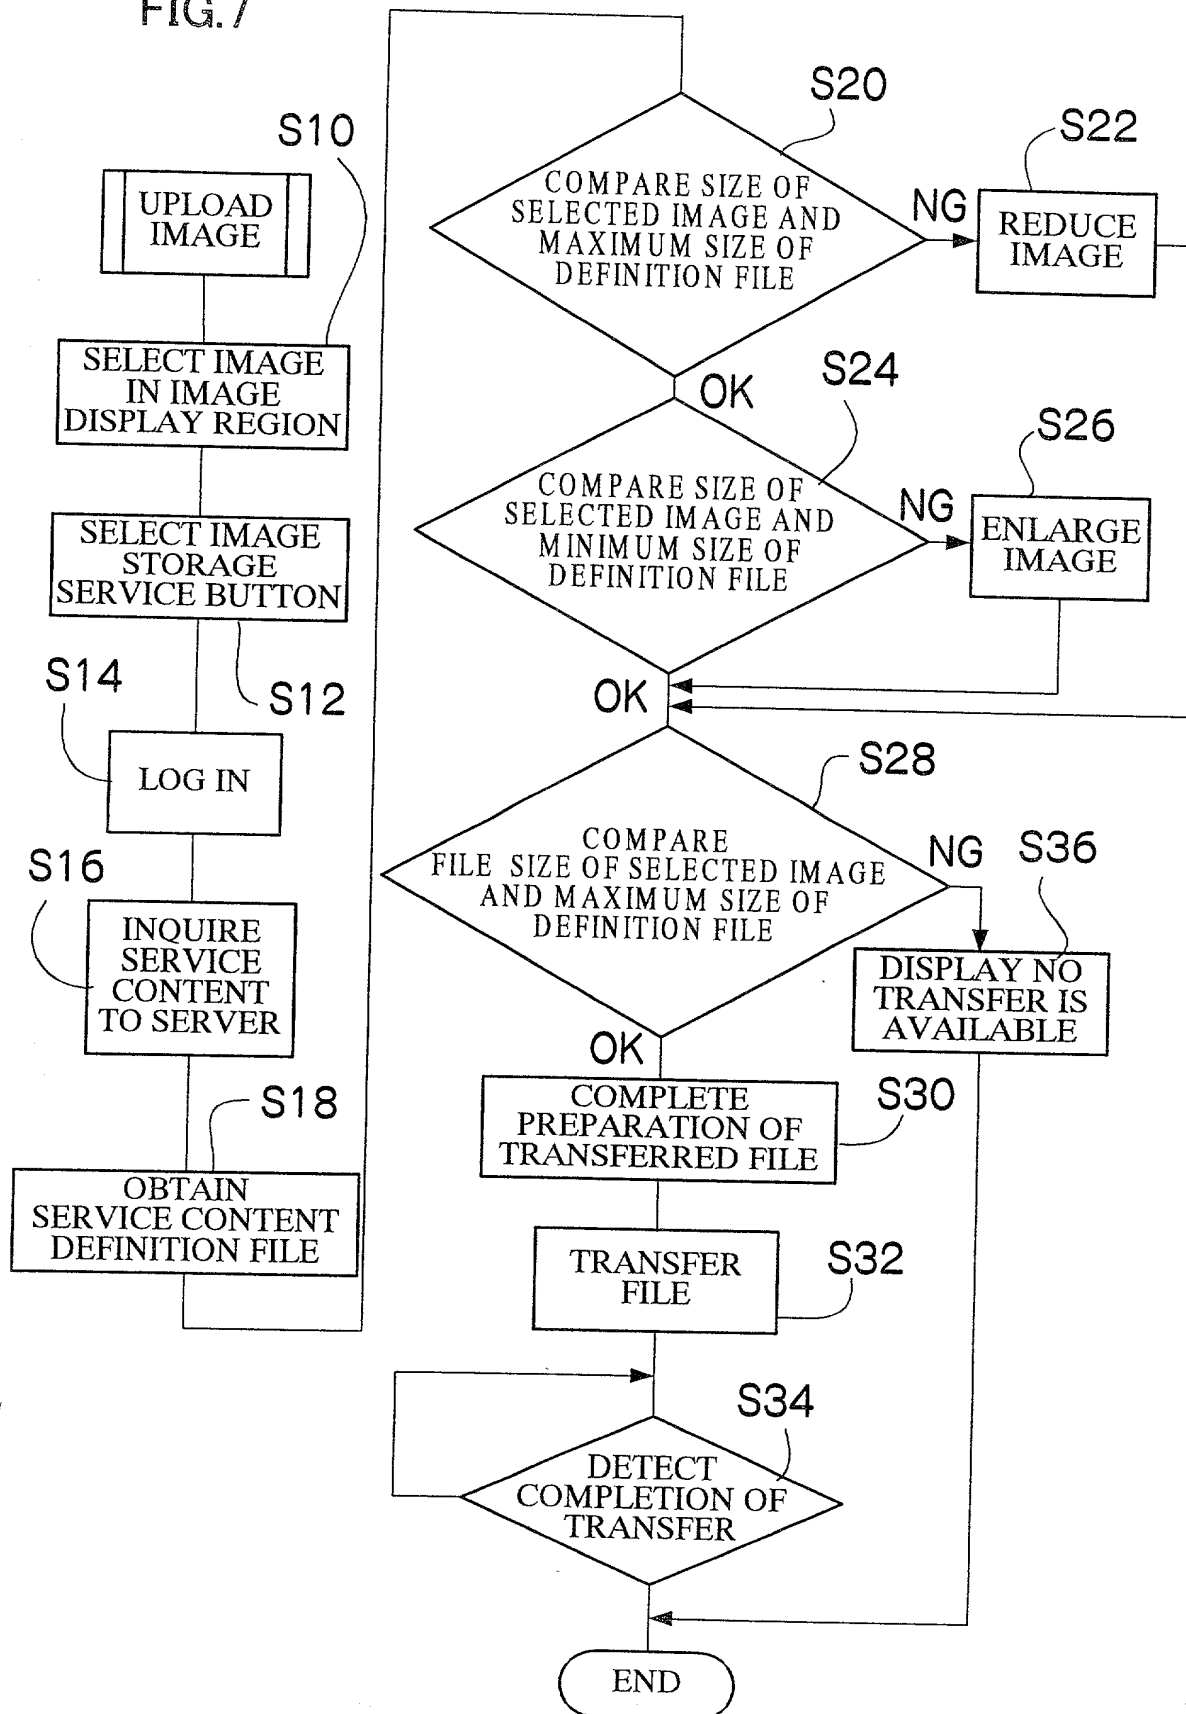 FIG.7
UPLOAD
IMAGE
S10
SELECT IMAGE
IN IMAGE
DISPLAY REGION
SELECT IMAGE
STORAGE
SERVICE BUTTON
S12
S14
LOG IN
S16
INQUIRE
SERVICE
CONTENT
TO SERVER
S18
OBTAIN
SERVICE CONTENT
DEFINITION FILE
S20
COMPARE SIZE OF
SELECTED IMAGE AND
MAXIMUM SIZE OF
DEFINITION FILE
NG
S22
REDUCE
IMAGE
OK
S24
COMPARE SIZE OF
SELECTED IMAGE AND
MINIMUM SIZE OF
DEFINITION FILE
NG
S26
ENLARGE
IMAGE
OK
S28
COMPARE
FILE SIZE OF SELECTED IMAGE
AND MAXIMUM SIZE OF
DEFINITION FILE
NG
S36
DISPLAY NO
TRANSFER IS
AVAILABLE
OK
S30
COMPLETE
PREPARATION OF
TRANSFERRED FILE
TRANSFER
FILE
S32
S34
DETECT
COMPLETION OF
TRANSFER
END